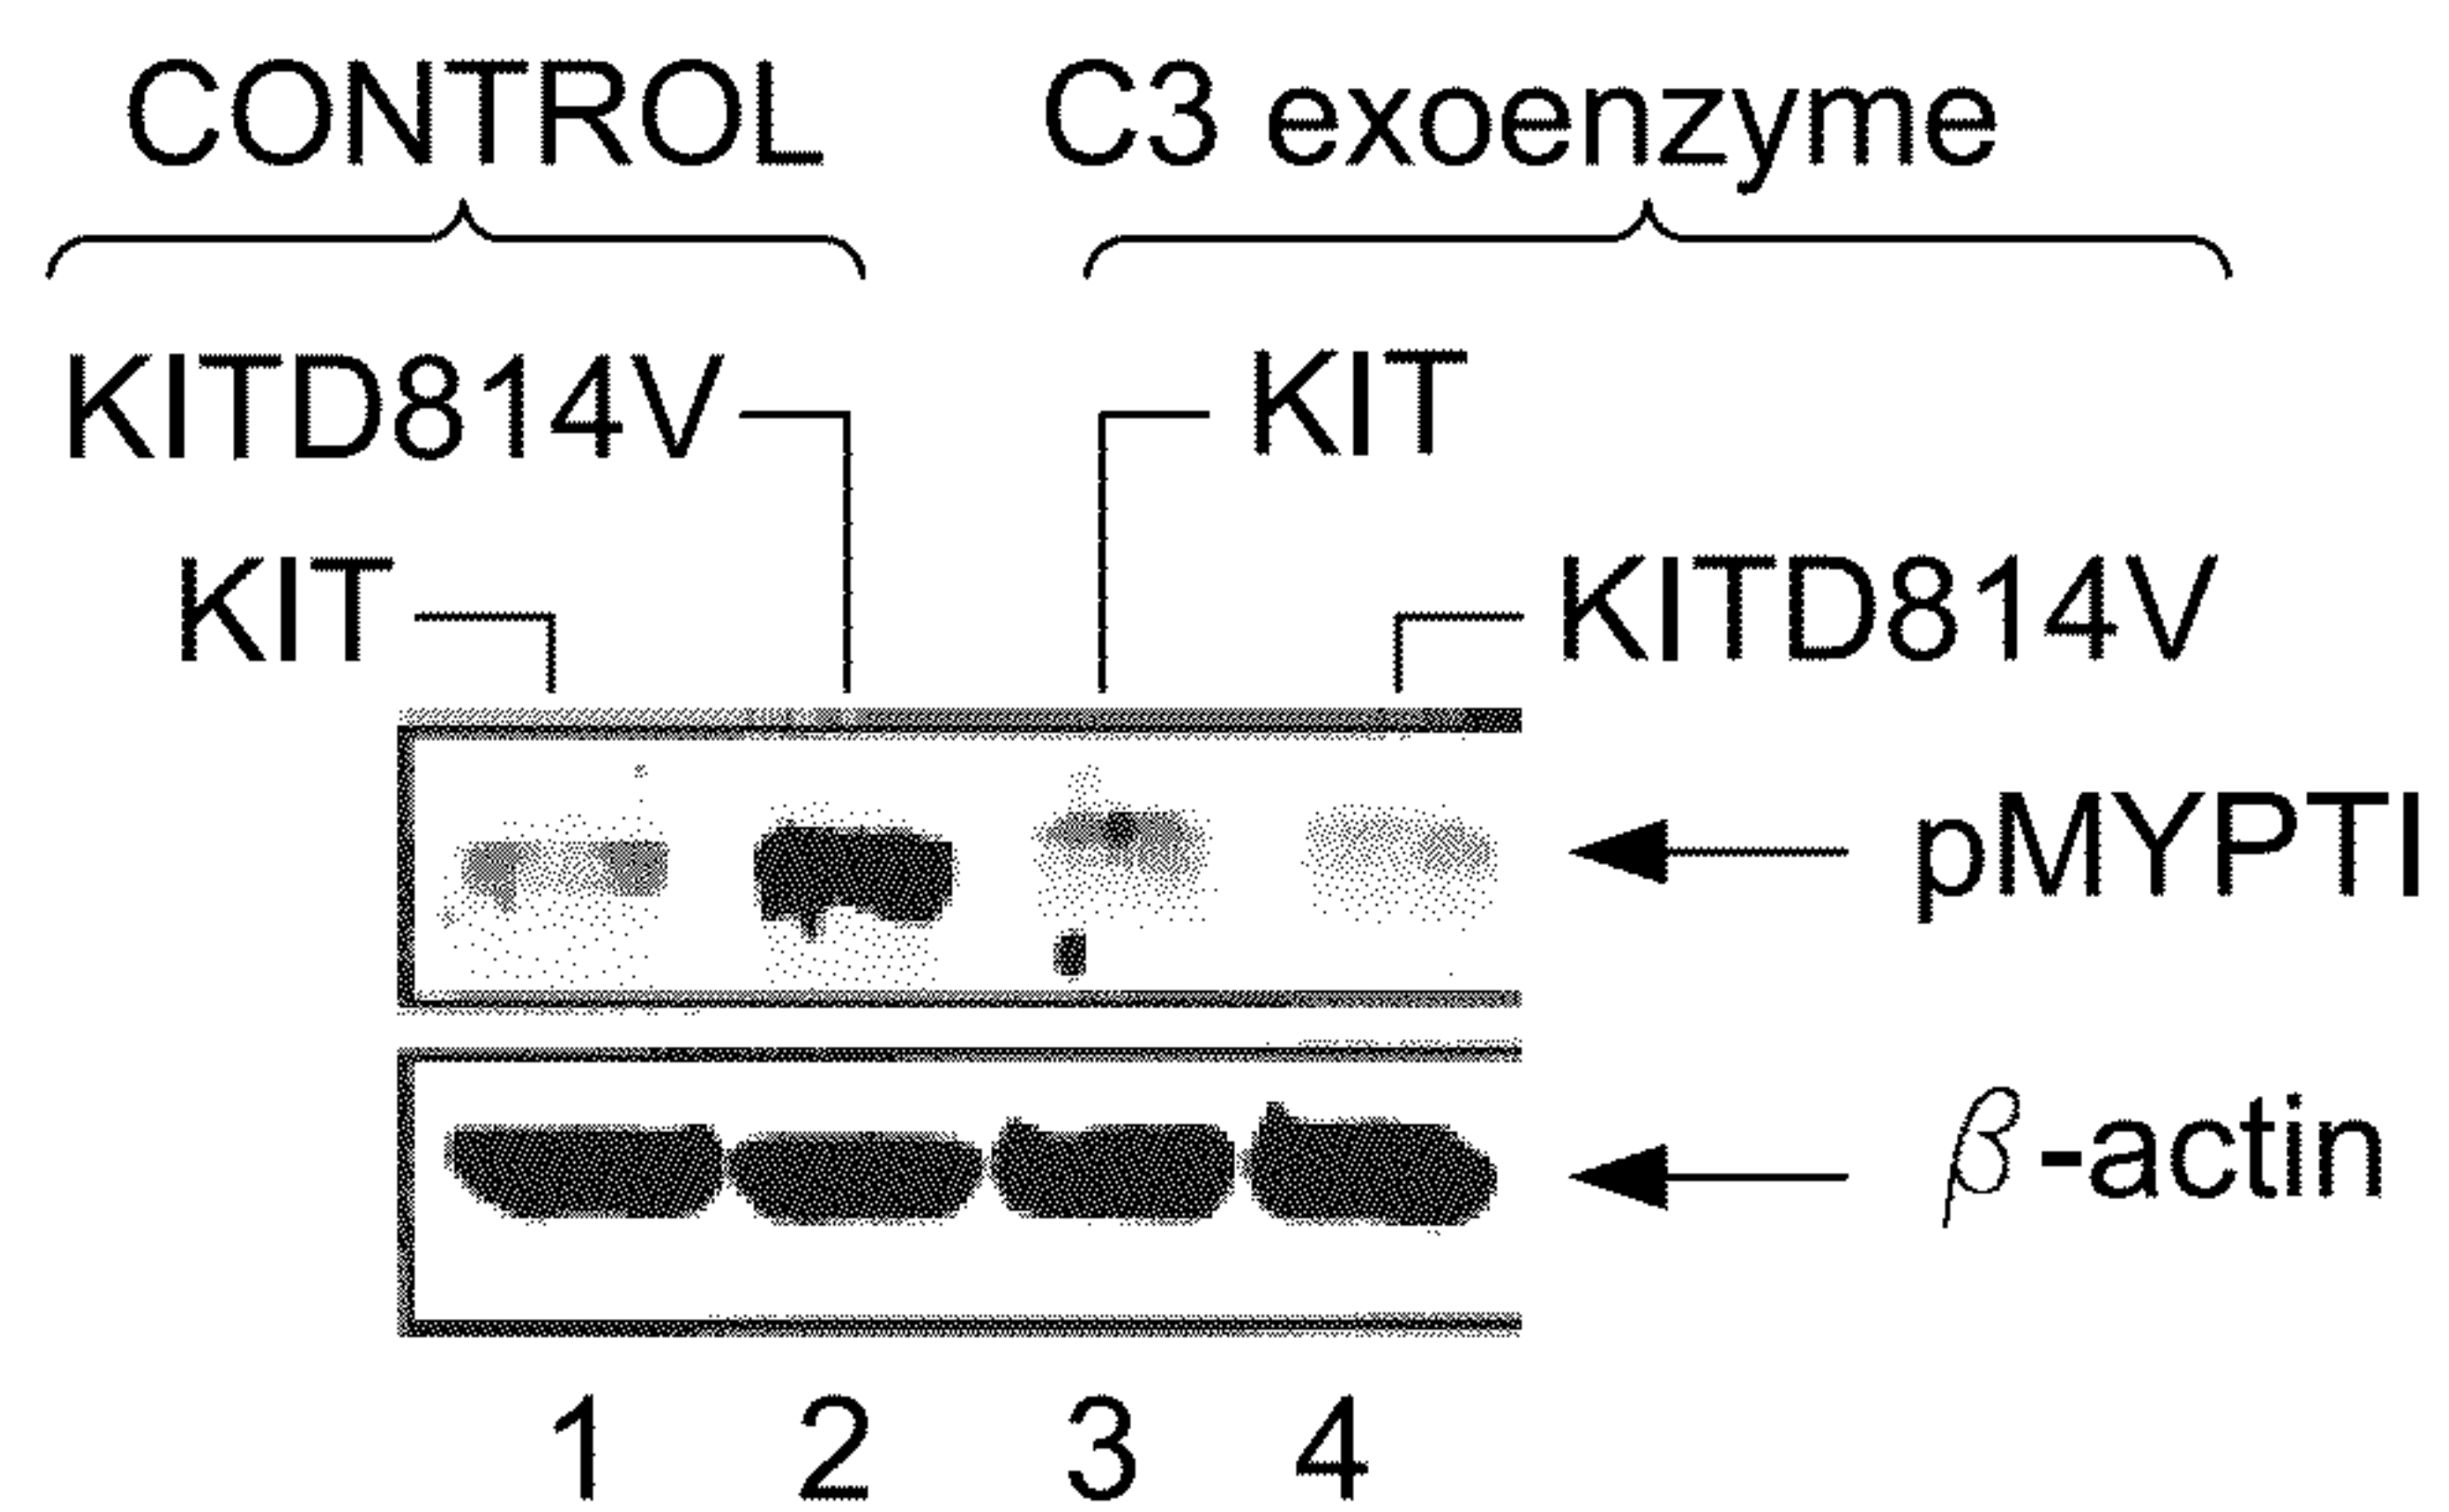 CONTROL C3 exoenzyme
KITD814V KIT
KIT KITD814V
pMYPTI
β-actin
1 2 3 4